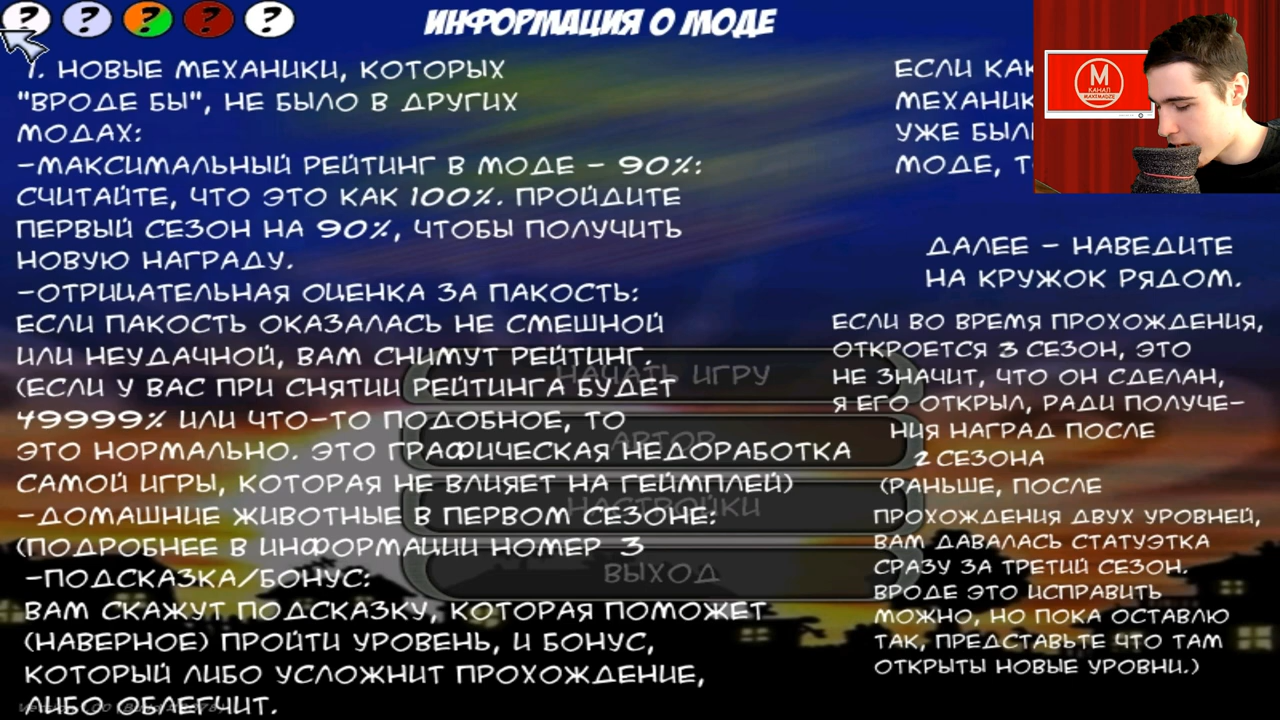 ? ? ? ? ?
ИНФОРМАЦИЯ О МОДЕ
1. НОВЫЕ МЕХАНИКИ, КОТОРЫХ
"ВРОДЕ БЫ", НЕ БЫЛО В ДРУГИХ
МОДАХ:
-МАКСИМАЛЬНЫЙ РЕЙТИНГ В МОДЕ - 90%:
СЧИТАЙТЕ, ЧТО ЭТО КАК 100%. ПРОЙДИТЕ
ПЕРВЫЙ СЕЗОН НА 90%, ЧТОБЫ ПОЛУЧИТЬ
НОВУЮ НАГРАДУ.
-ОТРИЦАТЕЛЬНАЯ ОЦЕНКА ЗА ПАКОСТЬ:
ЕСЛИ ПАКОСТЬ ОКАЗАЛАСЬ НЕ СМЕШНОЙ
ИЛИ НЕУДАЧНОЙ, ВАМ СНИМУТ РЕЙТИНГ.
(ЕСЛИ У ВАС ПРИ СНЯТИИ РЕЙТИНГА БУДЕТ
49999% ИЛИ ЧТО-ТО ПОДОБНОЕ, ТО
ЭТО НОРМАЛЬНО. ЭТО ГРАФИЧЕСКАЯ НЕДОРАБОТКА
САМОЙ ИГРЫ, КОТОРАЯ НЕ ВЛИЯЕТ НА ГЕЙМПЛЕЙ)
-ДОМАШНИЕ ЖИВОТНЫЕ В ПЕРВОМ СЕЗОНЕ:
(ПОДРОБНЕЕ В ИНФОРМАЦИИ НОМЕР 3
-ПОДСКАЗКА/БОНУС:
ВАМ СКАЖУТ ПОДСКАЗКУ, КОТОРАЯ ПОМОЖЕТ
(НАВЕРНОЕ) ПРОЙТИ УРОВЕНЬ, И БОНУС,
КОТОРЫЙ ЛИБО УСЛОЖНИТ ПРОХОЖДЕНИЕ,
ЛИБО ОБЛЕГЧИТ.
ЕСЛИ
УЖЕ
МОДЕ,
М
КАНАЛ
MAXIMADZE
ДАЛЕЕ - НАВЕДИТЕ
НА КРУЖОК РЯДОМ.
ЕСЛИ ВО ВРЕМЯ ПРОХОЖДЕНИЯ,
ОТКРОЕТСЯ 3 СЕЗОН, ЭТО
НЕ ЗНАЧИТ, ЧТО ОН СДЕЛАН,
Я ЕГО ОТКРЫЛ, РАДИ ПОЛУЧЕ-
НИЯ НАГРАД ПОСЛЕ
2 СЕЗОНА
(РАНЬШЕ, ПОСЛЕ
ПРОХОЖДЕНИЯ ДВУХ УРОВНЕЙ,
ВАМ ДАВАЛАСЬ СТАТУЭТКА
СРАЗУ ЗА ТРЕТИЙ СЕЗОН.
ВРОДЕ ЭТО ИСПРАВИТЬ
МОЖНО, НО ПОКА ОСТАВЛЮ
ТАК, ПРЕДСТАВЬТЕ ЧТО ТАМ
ОТКРЫТЫ НОВЫЕ УРОВНИ.)
НАЧАТЬ ИГРУ
АВТОР
НАСТРОЙКИ
ВЫХОД